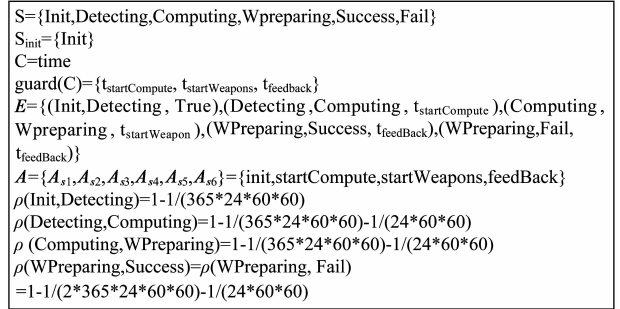 S={Init,Detecting,Computing,Wpreparing,Success,Fail}
Sinit={Init}
C=time
guard(C)={tstartCompute, tstartWeapons, tfeedback}
E={(Init,Detecting , True),(Detecting ,Computing , tstartCompute ),(Computing ,
Wpreparing , tstartWeapon ),(WPreparing,Success, tfeedBack),(WPreparing,Fail,
tfeedBack)}
A={As1,As2,As3,As4,As5,As6}={init,startCompute,startWeapons,feedBack}
ρ(Init,Detecting)=1-1/(365*24*60*60)
ρ(Detecting,Computing)=1-1/(365*24*60*60)-1/(24*60*60)
ρ (Computing,WPreparing)=1-1/(365*24*60*60)-1/(24*60*60)
ρ(WPreparing,Success)=ρ(WPreparing, Fail)
=1-1/(2*365*24*60*60)-1/(24*60*60)